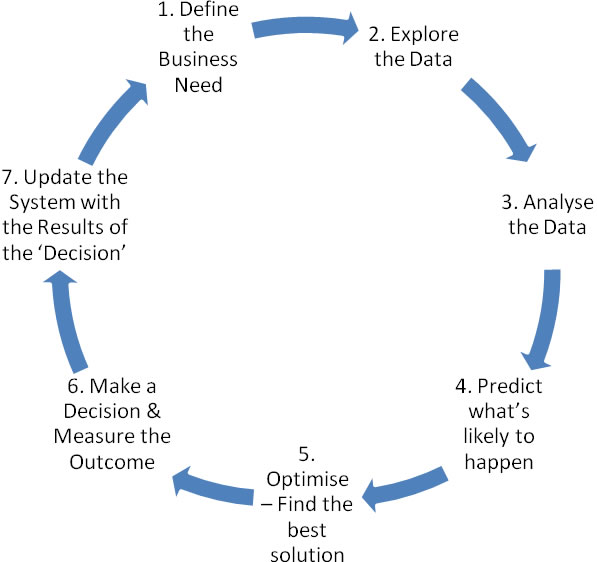 1. Define
the
Business
Need
2. Explore
the Data
3. Analyse
the Data
4. Predict
what’s
likely to
happen
5.
Optimise
– Find the
best
solution
6. Make a
Decision &
Measure the
Outcome
7. Update the
System with
the Results of
the ‘Decision’